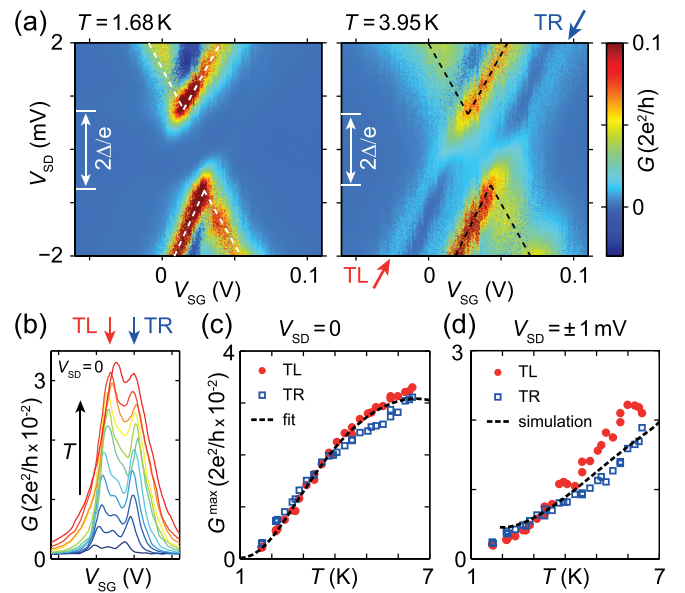 (a) T = 1.68 K T = 3.95 K TR
2 0.1
V_SD (mV) 2Δ/e 2Δ/e G (2e²/h)
0
−2
0 0.1 0 0.1
TL
V_SG (V) V_SG (V)
(b) TL TR (c) V_SD = 0 (d) V_SD = ± 1 mV
3 V_SD = 0 4 TL 3 TL
TR TR
fit simulation
T
G (2e²/h x 10⁻²) G^max (2e²/h x 10⁻²)
0 0 0
V_SG (V) 1 T (K) 7 1 T (K) 7